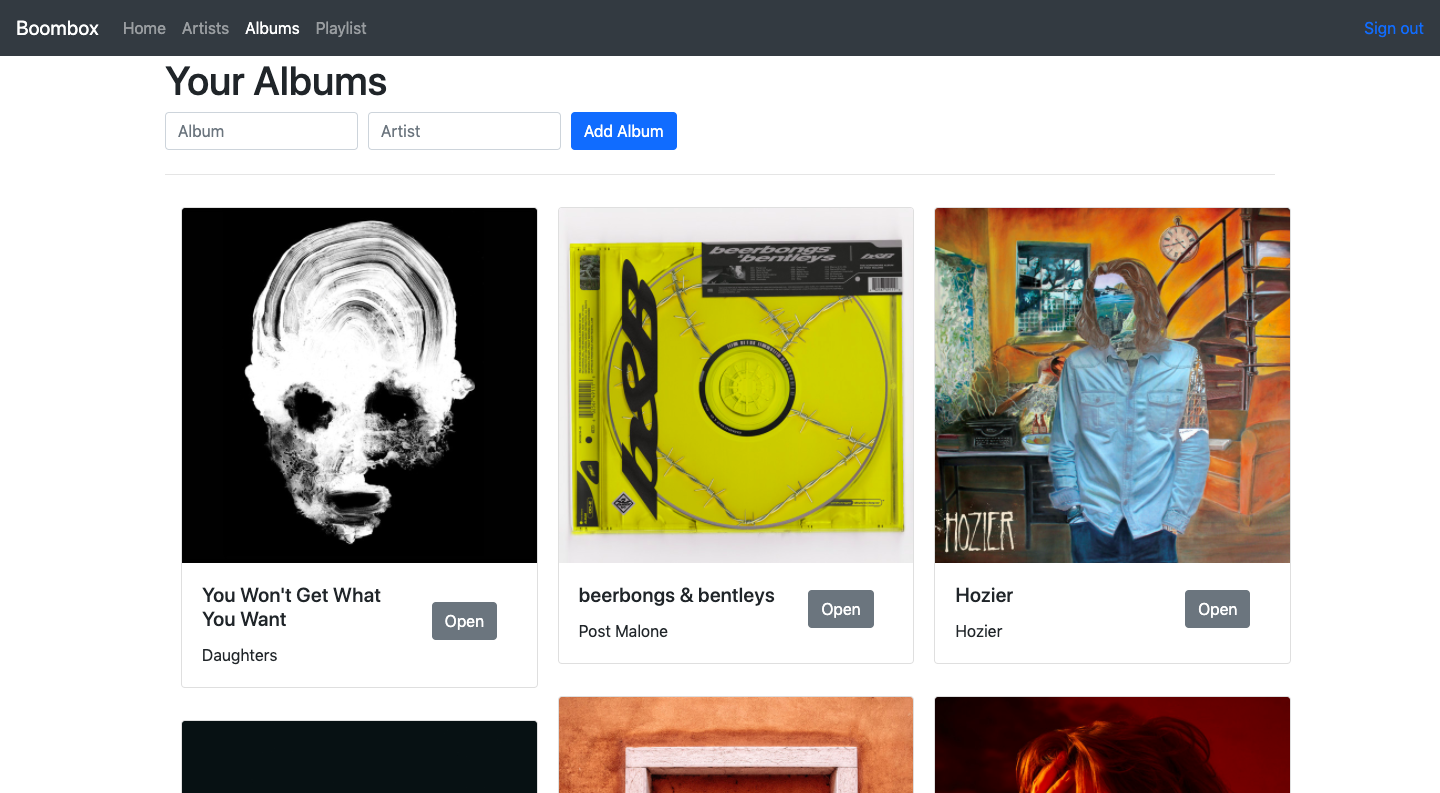 Boombox Home Artists Albums Playlist Sign out
Your Albums
Album Artist Add Album
beerbongs
& bentleys
b&b
b&b
HOZIER
You Won't Get What
You Want
Open
Daughters
beerbongs & bentleys
Open
Post Malone
Hozier
Open
Hozier